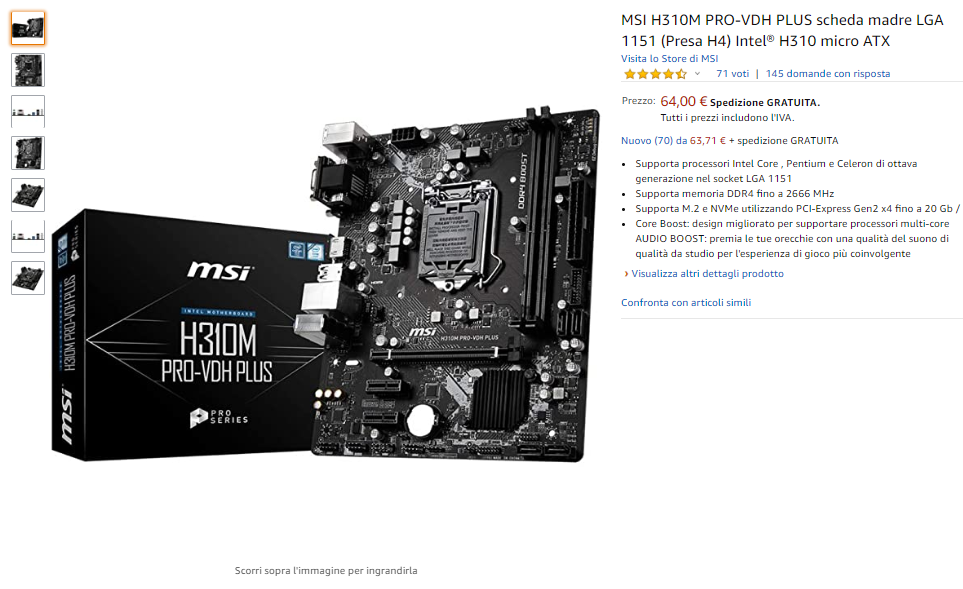 MSI H310M PRO-VDH PLUS scheda madre LGA
1151 (Presa H4) Intel® H310 micro ATX
Visita lo Store di MSI
71 voti | 145 domande con risposta
Prezzo: 64,00 € Spedizione GRATUITA.
Tutti i prezzi includono l'IVA.
Nuovo (70) da 63,71 € + spedizione GRATUITA
• Supporta processori Intel Core , Pentium e Celeron di ottava
generazione nel socket LGA 1151
• Supporta memoria DDR4 fino a 2666 MHz
• Supporta M.2 e NVMe utilizzando PCI-Express Gen2 x4 fino a 20 Gb /
• Core Boost: design migliorato per supportare processori multi-core
AUDIO BOOST: premia le tue orecchie con una qualità del suono di
qualità da studio per l'esperienza di gioco più coinvolgente
› Visualizza altri dettagli prodotto
Confronta con articoli simili
msi
INTEL MOTHERBOARD
H310M
PRO-VDH PLUS
PRO
SERIES
msi
H310M PRO-VDH PLUS
DDR4 BOOST
msi
H310M PRO-VDH PLUS
Scorri sopra l'immagine per ingrandirla